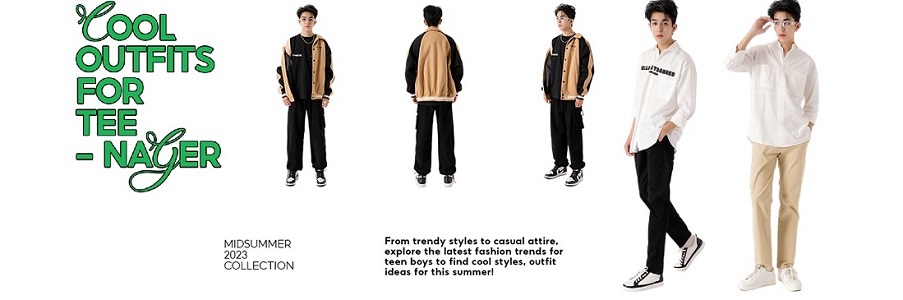 COOL
OUTFITS
FOR
TEE
- NAGER
MIDSUMMER
2023
COLLECTION
From trendy styles to casual attire,
explore the latest fashion trends for
teen boys to find cool styles, outfit
ideas for this summer!